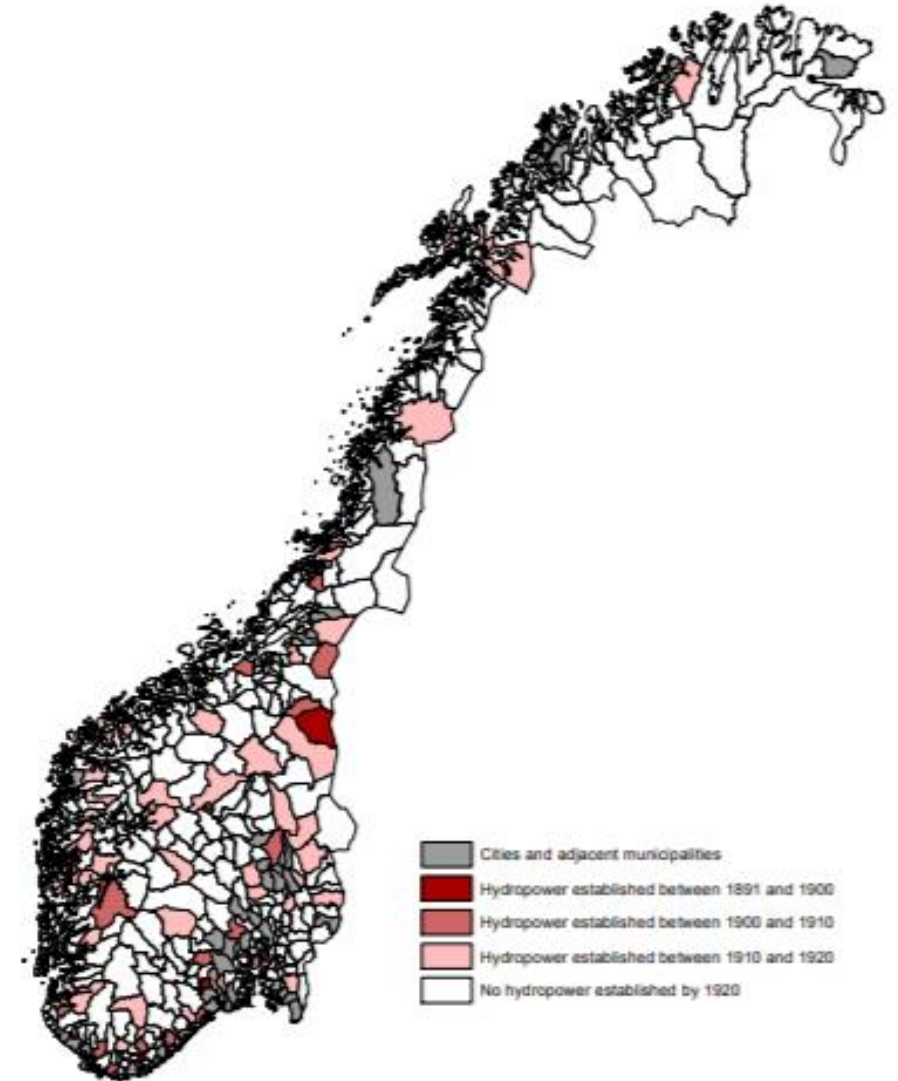 Cities and adjacent municipalities
Hydropower established between 1891 and 1900
Hydropower established between 1900 and 1910
Hydropower established between 1910 and 1920
No hydropower established by 1920